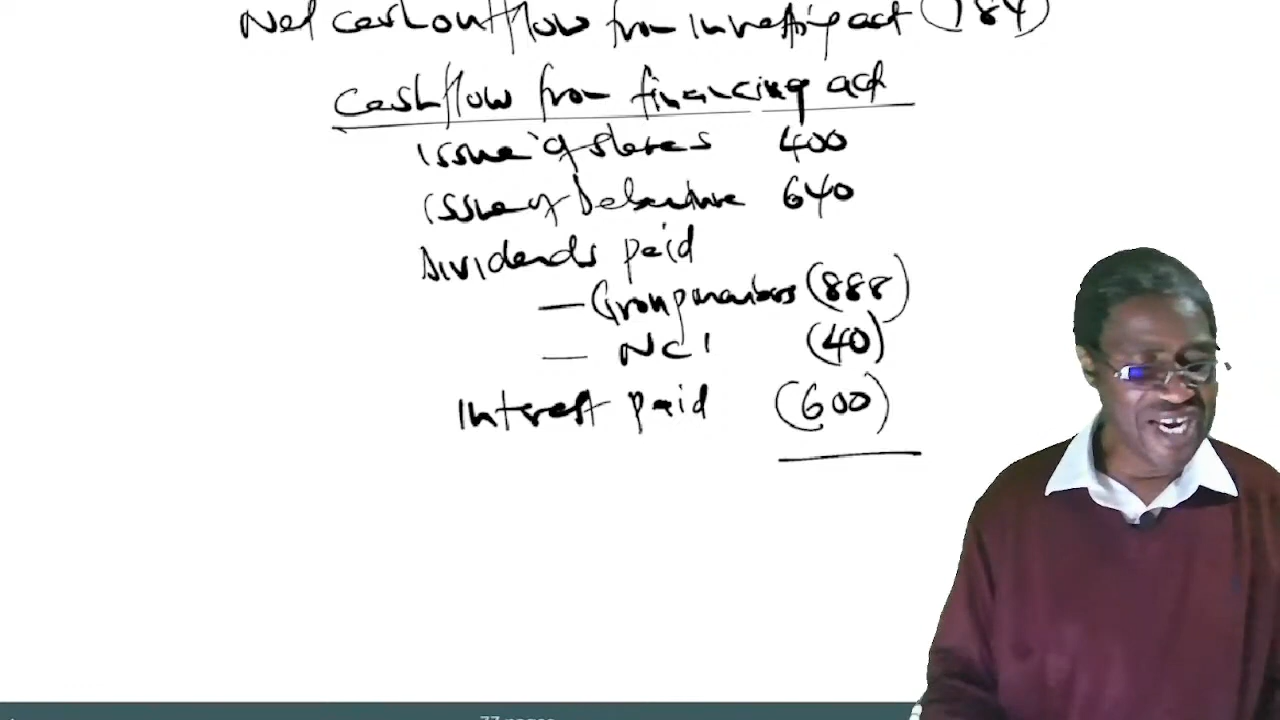 Net cash outflow from investing act (784)
Cashflow from financing act
Issue of shares 400
Issue of Debenture 640
Dividends paid
— Group members (888)
— NCI (40)
Interest paid (600)